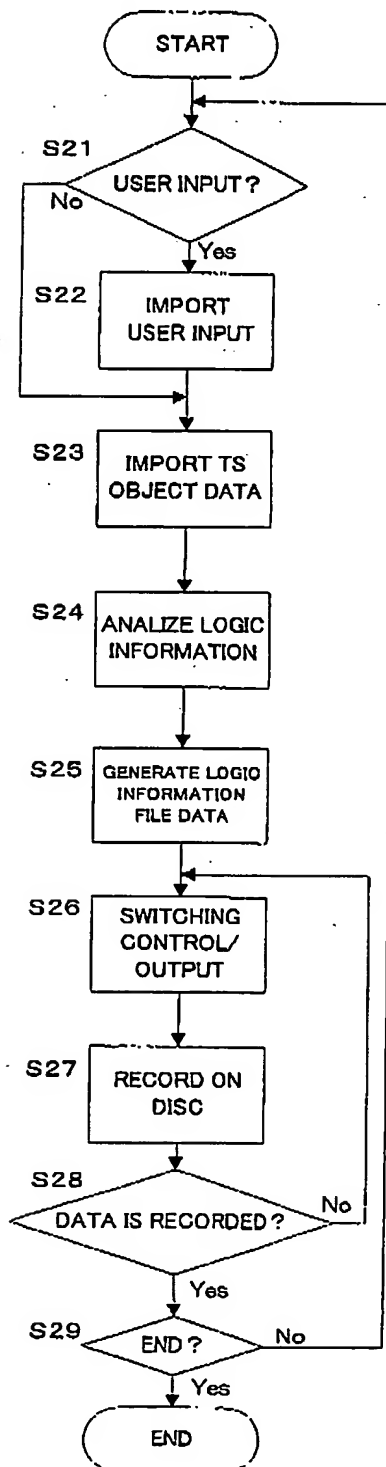 START
S21
USER INPUT?
No
Yes
S22
IMPORT
USER INPUT
S23
IMPORT TS
OBJECT DATA
S24
ANALIZE LOGIC
INFORMATION
S25
GENERATE LOGIC
INFORMATION
FILE DATA
S26
SWITCHING
CONTROL/
OUTPUT
S27
RECORD ON
DISC
S28
DATA IS RECORDED?
No
Yes
S29
END?
No
Yes
END